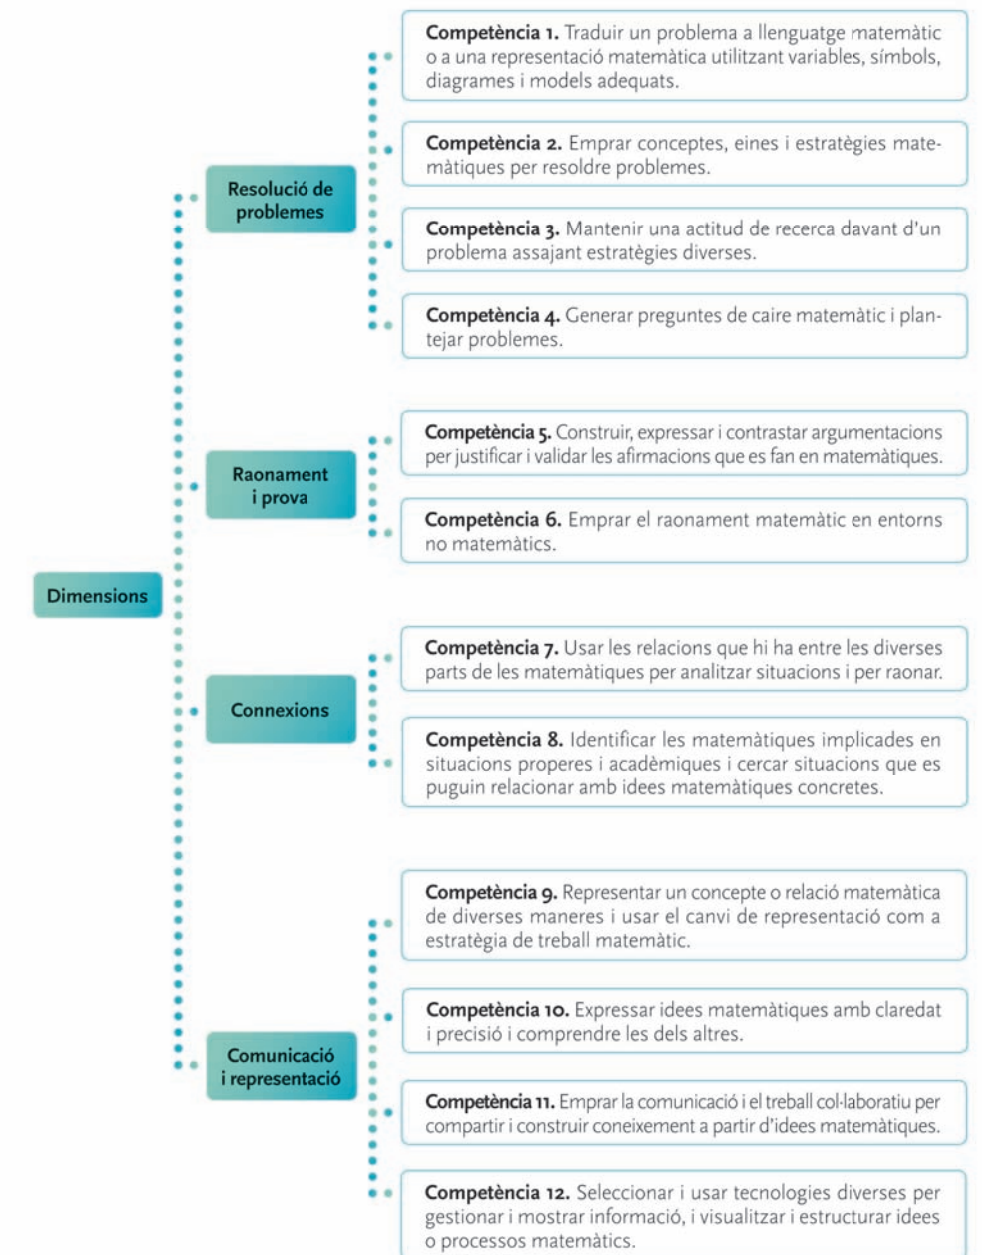 Competència 1. Traduir un problema a llenguatge matemàtic
o a una representació matemàtica utilitzant variables, símbols,
diagrames i models adequats.
Competència 2. Emprar conceptes, eines i estratègies mate-
màtiques per resoldre problemes.
Resolució de
problemes
Competència 3. Mantenir una actitud de recerca davant d'un
problema assajant estratègies diverses.
Competència 4. Generar preguntes de caire matemàtic i plan-
tejar problemes.
Competència 5. Construir, expressar i contrastar argumentacions
per justificar i validar les afirmacions que es fan en matemàtiques.
Raonament
i prova
Competència 6. Emprar el raonament matemàtic en entorns
no matemàtics.
Dimensions
Competència 7. Usar les relacions que hi ha entre les diverses
parts de les matemàtiques per analitzar situacions i per raonar.
Connexions
Competència 8. Identificar les matemàtiques implicades en
situacions properes i acadèmiques i cercar situacions que es
puguin relacionar amb idees matemàtiques concretes.
Competència 9. Representar un concepte o relació matemàtica
de diverses maneres i usar el canvi de representació com a
estratègia de treball matemàtic.
Competència 10. Expressar idees matemàtiques amb claredat
i precisió i comprendre les dels altres.
Comunicació
i representació
Competència 11. Emprar la comunicació i el treball col·laboratiu per
compartir i construir coneixement a partir d'idees matemàtiques.
Competència 12. Seleccionar i usar tecnologies diverses per
gestionar i mostrar informació, i visualitzar i estructurar idees
o processos matemàtics.